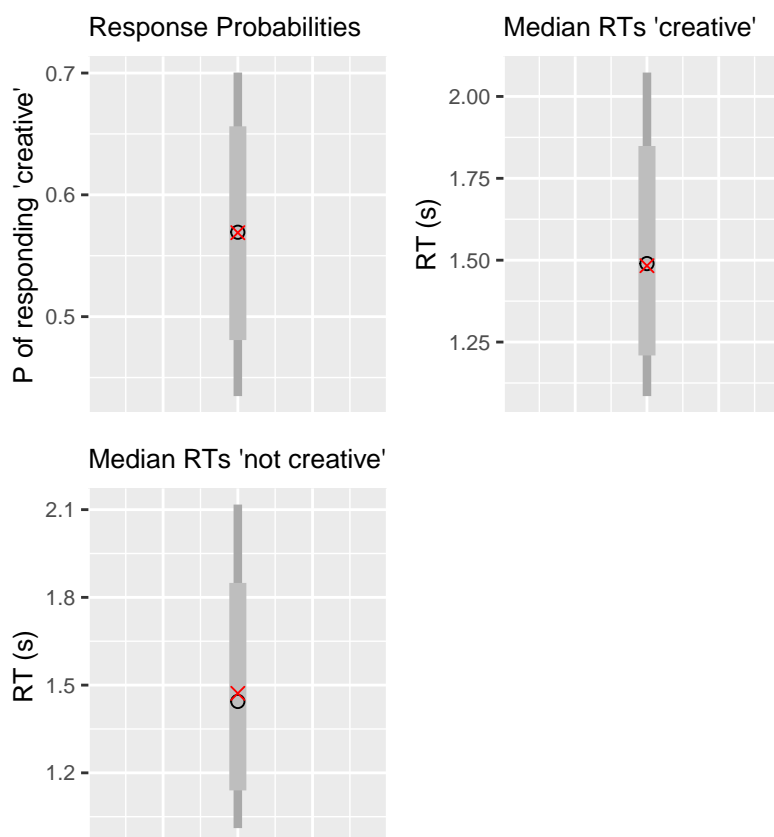 Response Probabilities
P of responding 'creative'
0.7
0.6
0.5
Median RTs 'creative'
RT (s)
2.00
1.75
1.50
1.25
Median RTs 'not creative'
RT (s)
2.1
1.8
1.5
1.2